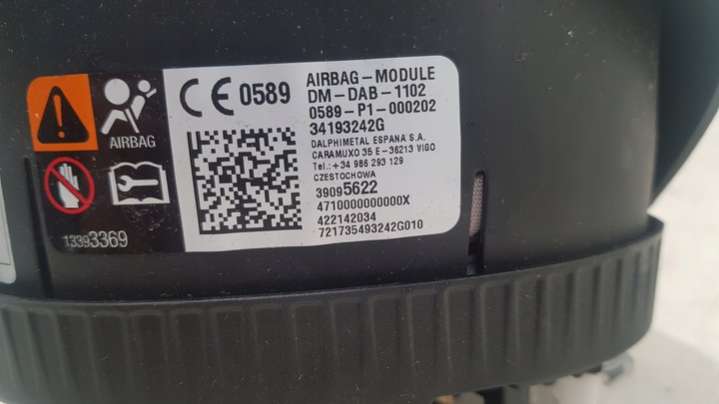 AIRBAG
13393369
CE 0589
AIRBAG-MODULE
DM-DAB-1102
0589-P1-000202
34193242G
DALPHIMETAL ESPANA S.A.
CARAMUXO 35 E-36213 VIGO
Tel.:+34 986 293 129
CZESTOCHOWA
39095622
4710000000000X
422142034
721735493242G010